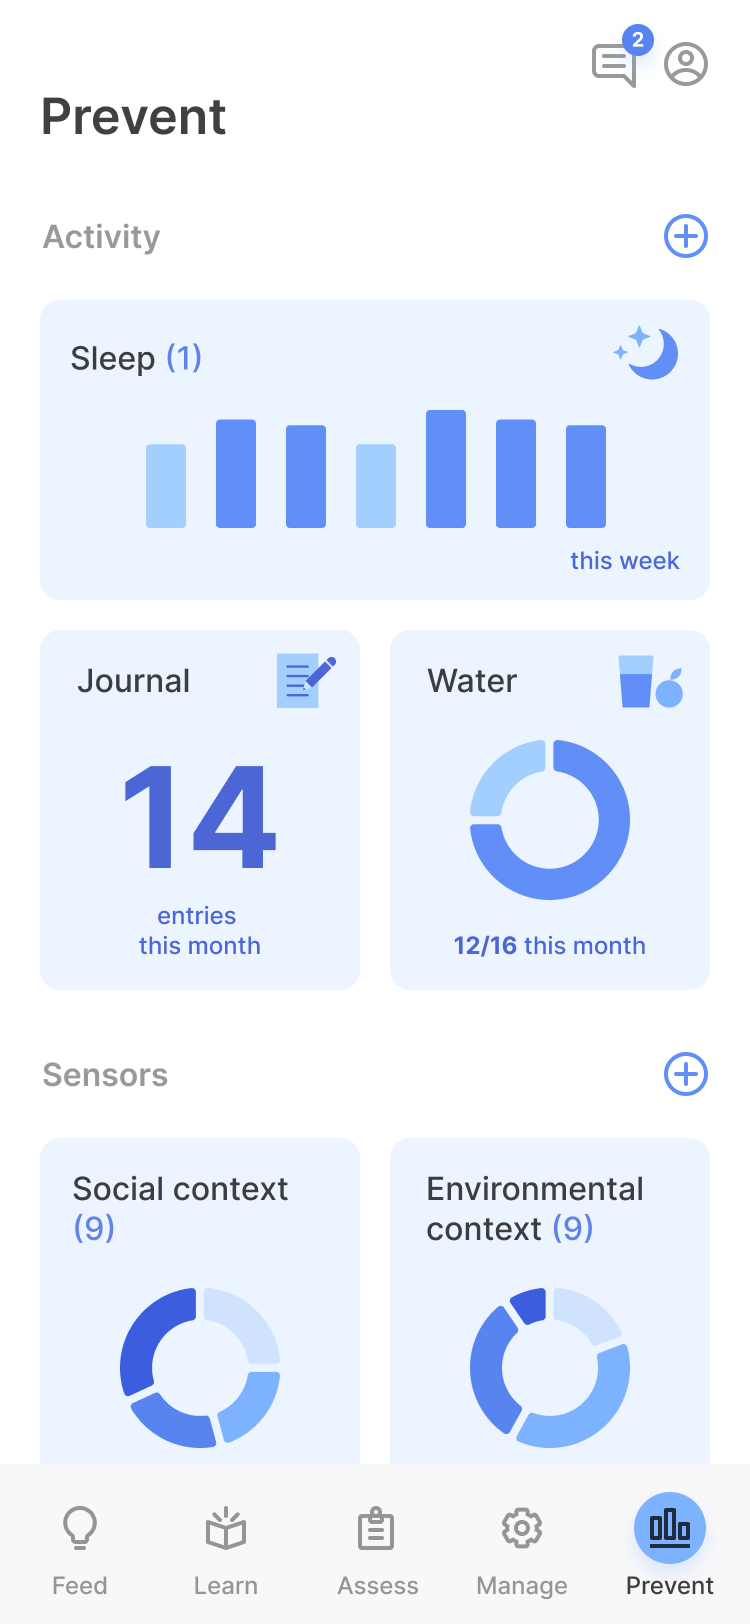 2
Prevent
Activity
Sleep (1)
this week
Journal
14
entries
this month
Water
12/16 this month
Sensors
Social context
(9)
Environmental
context (9)
Feed
Learn
Assess
Manage
Prevent